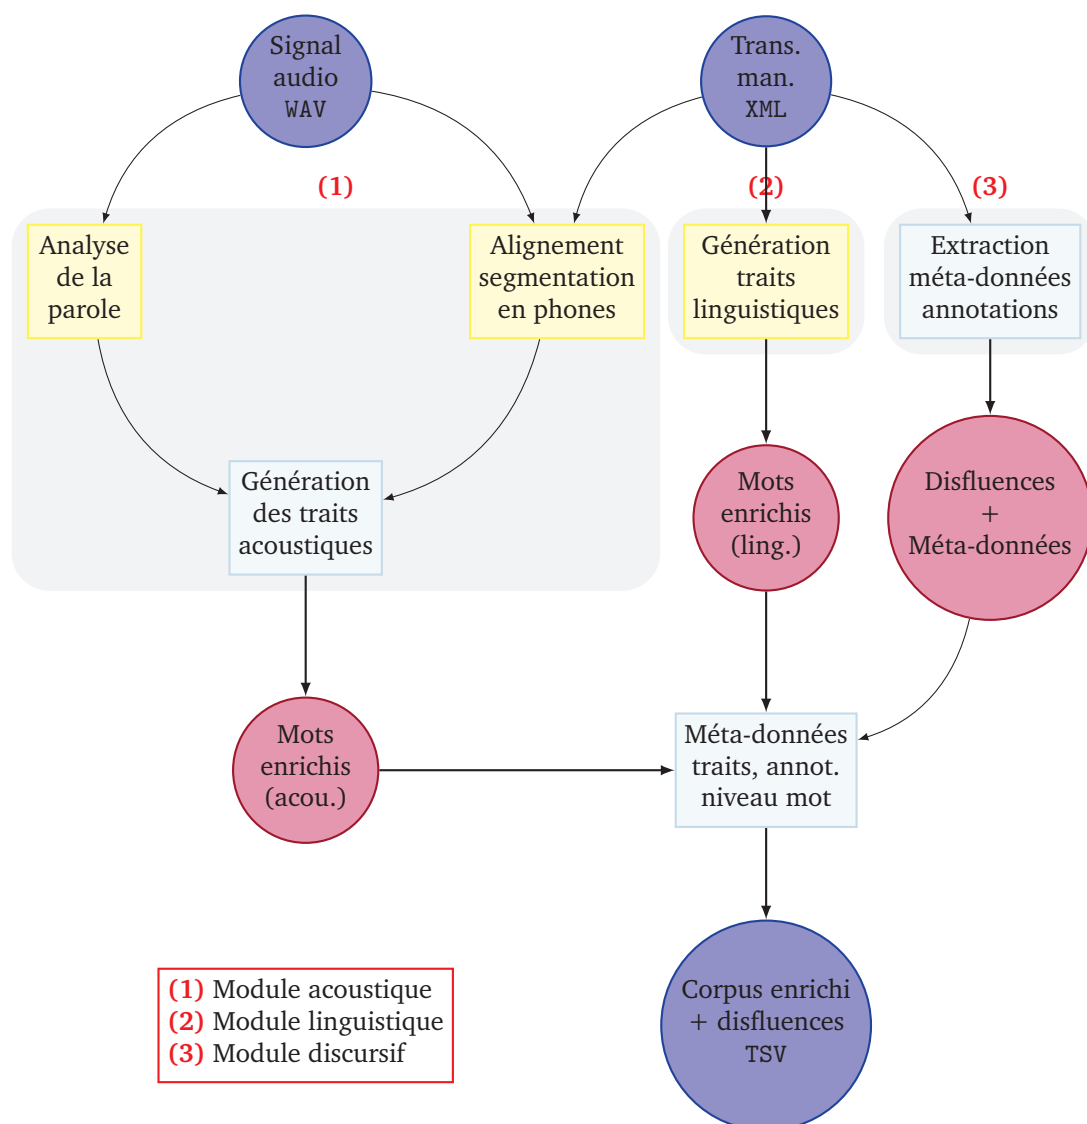 Signal
audio
WAV
Trans.
man.
XML
(1)
(2)
(3)
Analyse
de la
parole
Alignement
segmentation
en phones
Génération
traits
linguistiques
Extraction
méta-données
annotations
Génération
des traits
acoustiques
Mots
enrichis
(ling.)
Disfluences
+
Méta-données
Mots
enrichis
(acou.)
Méta-données
traits, annot.
niveau mot
Corpus enrichi
+ disfluences
TSV
(1) Module acoustique
(2) Module linguistique
(3) Module discursif